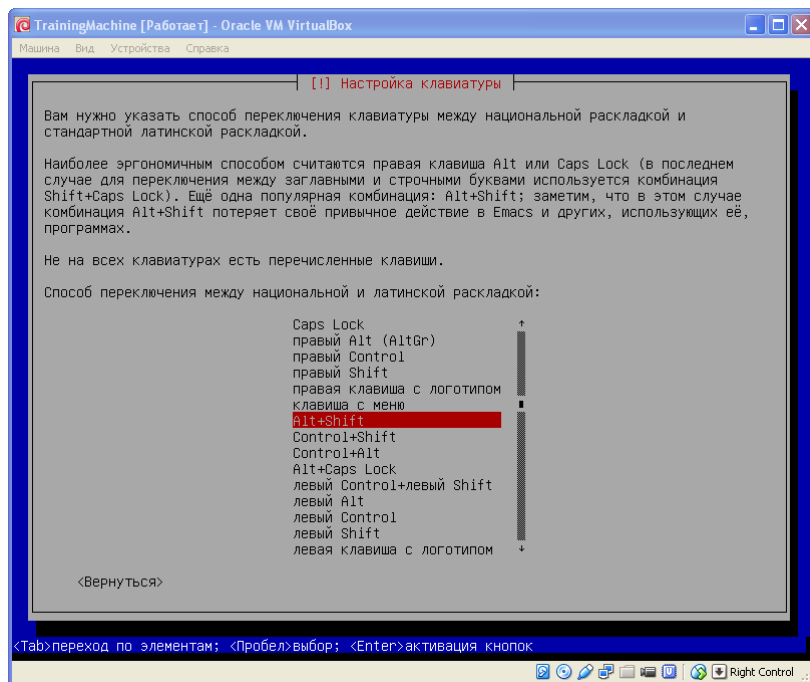 TrainingMachine [Работает] - Oracle VM VirtualBox
Машина Вид Устройства Справка
[!] Настройка клавиатуры
Вам нужно указать способ переключения клавиатуры между национальной раскладкой и
стандартной латинской раскладкой.
Наиболее эргономичным способом считаются правая клавиша Alt или Caps Lock (в последнем
случае для переключения между заглавными и строчными буквами используется комбинация
Shift+Caps Lock). Ещё одна популярная комбинация: Alt+Shift; заметим, что в этом случае
комбинация Alt+Shift потеряет своё привычное действие в Emacs и других, использующих её,
программах.
Не на всех клавиатурах есть перечисленные клавиши.
Способ переключения между национальной и латинской раскладкой:
Caps Lock
правый Alt (AltGr)
правый Control
правый Shift
правая клавиша с логотипом
клавиша с меню
Alt+Shift
Control+Shift
Control+Alt
Alt+Caps Lock
левый Control+левый Shift
левый Alt
левый Control
левый Shift
левая клавиша с логотипом
<Вернуться>
<Tab>переход по элементам; <Пробел>выбор; <Enter>активация кнопок
Right Control